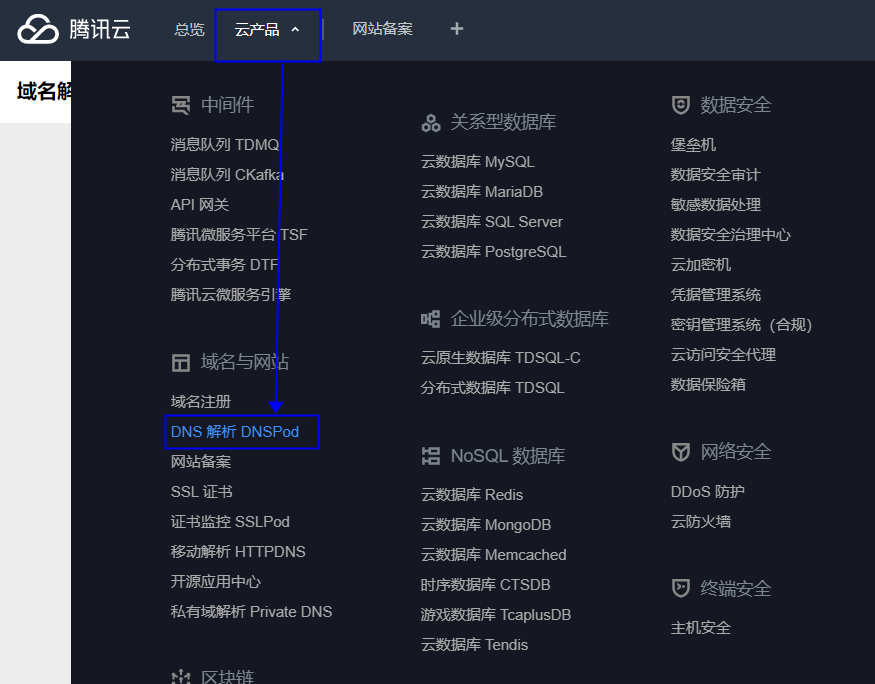 腾讯云
总览
云产品
网站备案
域名解
中间件
消息队列 TDMQ
消息队列 CKafka
API 网关
腾讯微服务平台 TSF
分布式事务 DTF
腾讯云微服务引擎
域名与网站
域名注册
DNS 解析 DNSPod
网站备案
SSL 证书
证书监控 SSLPod
移动解析 HTTPDNS
开源应用中心
私有域解析 Private DNS
区块链
关系型数据库
云数据库 MySQL
云数据库 MariaDB
云数据库 SQL Server
云数据库 PostgreSQL
企业级分布式数据库
云原生数据库 TDSQL-C
分布式数据库 TDSQL
NoSQL 数据库
云数据库 Redis
云数据库 MongoDB
云数据库 Memcached
时序数据库 CTSDB
游戏数据库 TcaplusDB
云数据库 Tendis
数据安全
堡垒机
数据安全审计
敏感数据处理
数据安全治理中心
云加密机
凭据管理系统
密钥管理系统（合规）
云访问安全代理
数据保险箱
网络安全
DDoS 防护
云防火墙
终端安全
主机安全